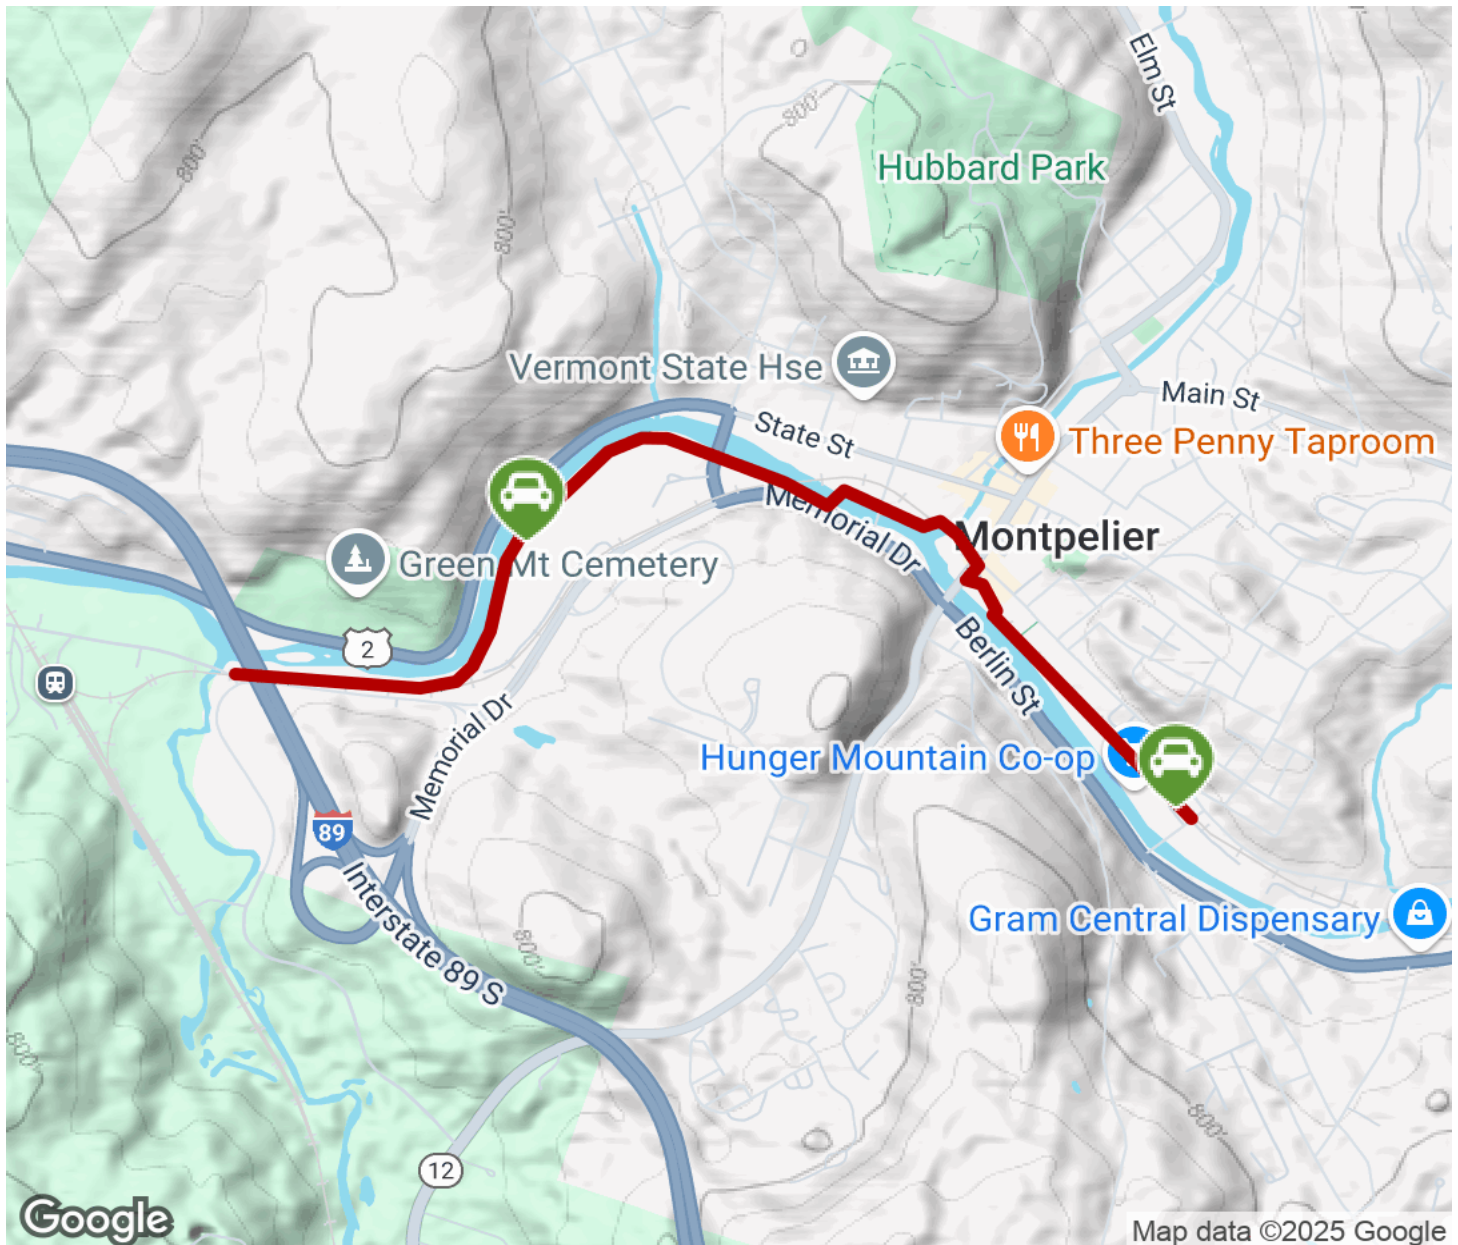 Elm St
800'
800'
Hubbard Park
800'
Vermont State Hse
Main St
State St
Three Penny Taproom
Memorial Dr
Montpelier
Green Mt Cemetery
2
Berlin St
Memorial Dr
Hunger Mountain Co-op
89
Interstate 89 S
Gram Central Dispensary
800'
800'
800'
800'
12
Google
Map data ©2025 Google